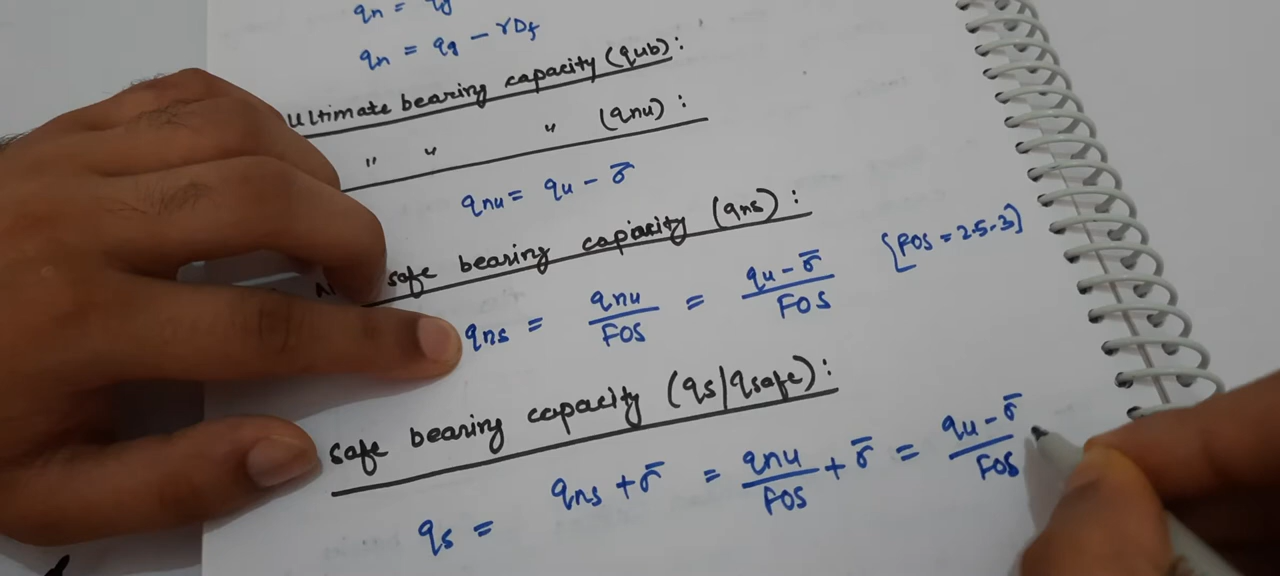 qn =
qn = qg - γDf
Ultimate bearing capacity (qub):
" " " (qnu):
qnu = qu - σ̄
safe bearing capacity (qns):
qns = qnu/FOS = qu - σ̄/FOS {FOS = 2.5-3}
safe bearing capacity (qs/qsafe):
qs = qns + σ̄ = qnu/FOS + σ̄ = qu - σ̄/FOS